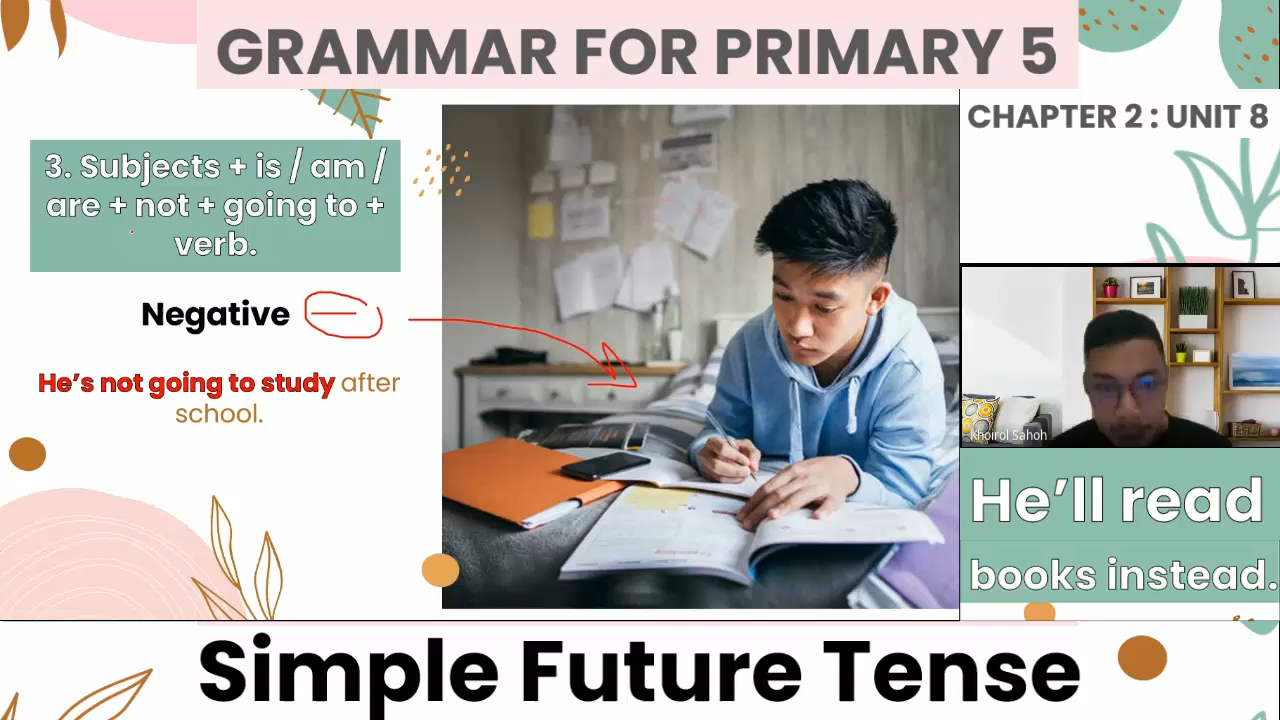 GRAMMAR FOR PRIMARY 5
CHAPTER 2 : UNIT 8
3. Subjects + is / am /
are + not + going to +
verb.
Negative
He's not going to study after
school.
Khoirol Sahoh
He'll read
books instead.
Simple Future Tense